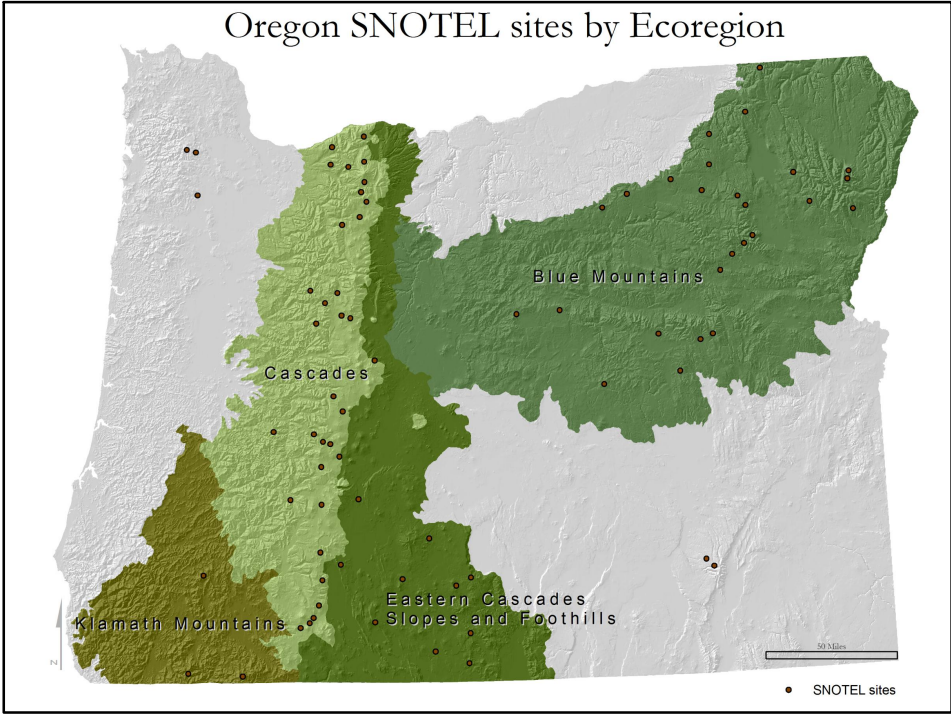 Oregon SNOTEL sites by Ecoregion
Blue Mountains
Cascades
Eastern Cascades
Slopes and Foothills
Klamath Mountains
N
50 Miles
SNOTEL sites